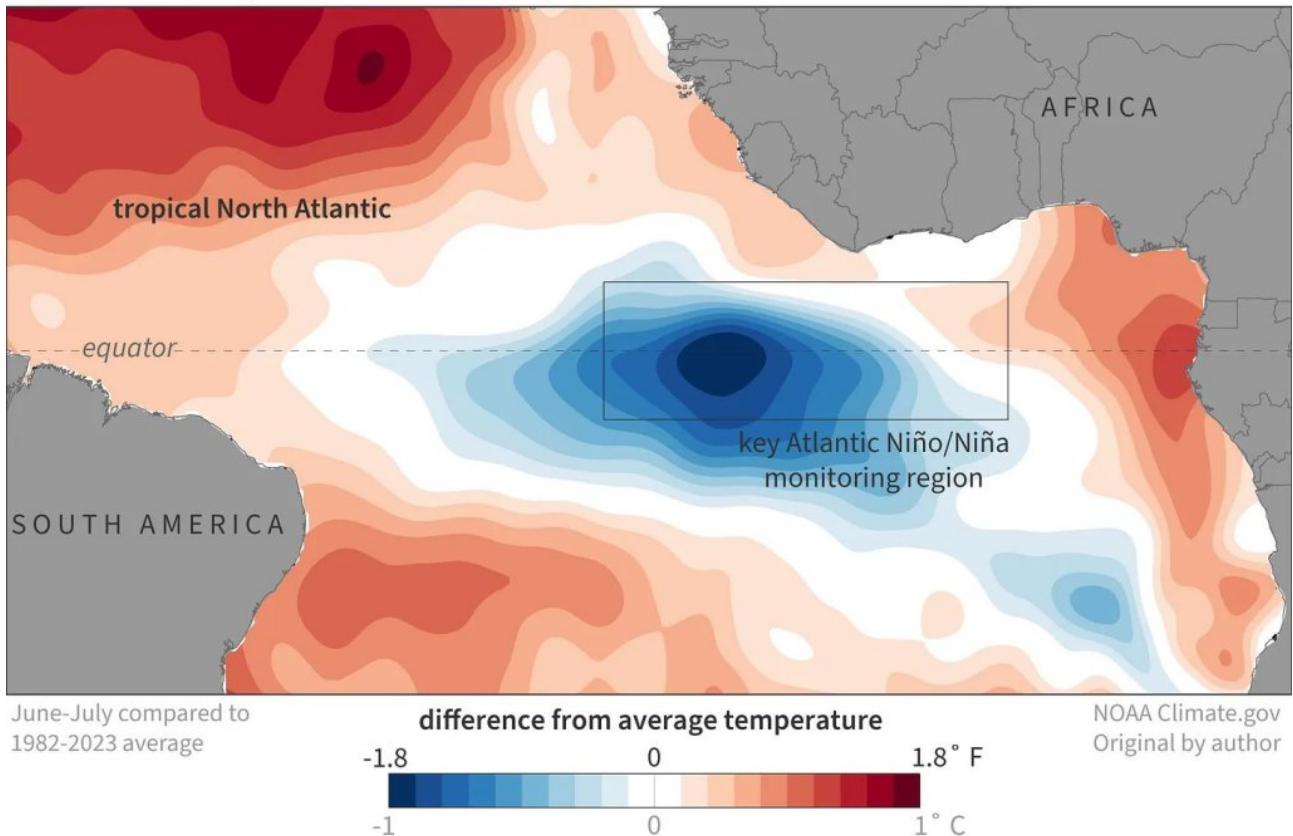 AFRICA
tropical North Atlantic
equator
key Atlantic Niño/Niña
monitoring region
SOUTH AMERICA
June-July compared to
1982-2023 average
difference from average temperature
NOAA Climate.gov
Original by author
-1.8 0 1.8° F
-1 0 1° C